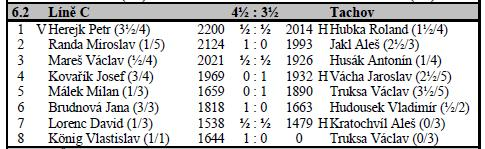 6.2 Líně C 4½ : 3½ Tachov
1 V Herejk Petr (3½/4) 2200 ½ : ½ 2014 H Hubka Roland (1½/4)
2 Randa Miroslav (1/5) 2124 1 : 0 1993 Jakl Aleš (2½/3)
3 Mareš Václav (½/4) 2021 ½ : ½ 1926 Husák Antonín (1/4)
4 Kovařík Josef (3/4) 1969 0 : 1 1932 H Vácha Jaroslav (2½/5)
5 Málek Milan (1/3) 1659 0 : 1 1890 Truksa Václav (3½/5)
6 Brudnová Jana (3/3) 1818 1 : 0 1663 Hudousek Vladimír (½/2)
7 Lorenc David (1/3) 1538 ½ : ½ 1479 H Kratochvíl Aleš (0/3)
8 König Vlastislav (1/1) 1644 1 : 0 0 Truksa Václav (0/3)